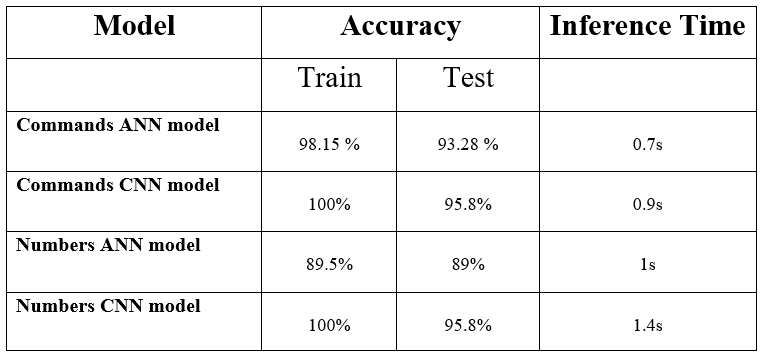 Model Accuracy Inference Time
Train Test
Commands ANN model
98.15 % 93.28 % 0.7s
Commands CNN model
100% 95.8% 0.9s
Numbers ANN model
89.5% 89% 1s
Numbers CNN model
100% 95.8% 1.4s